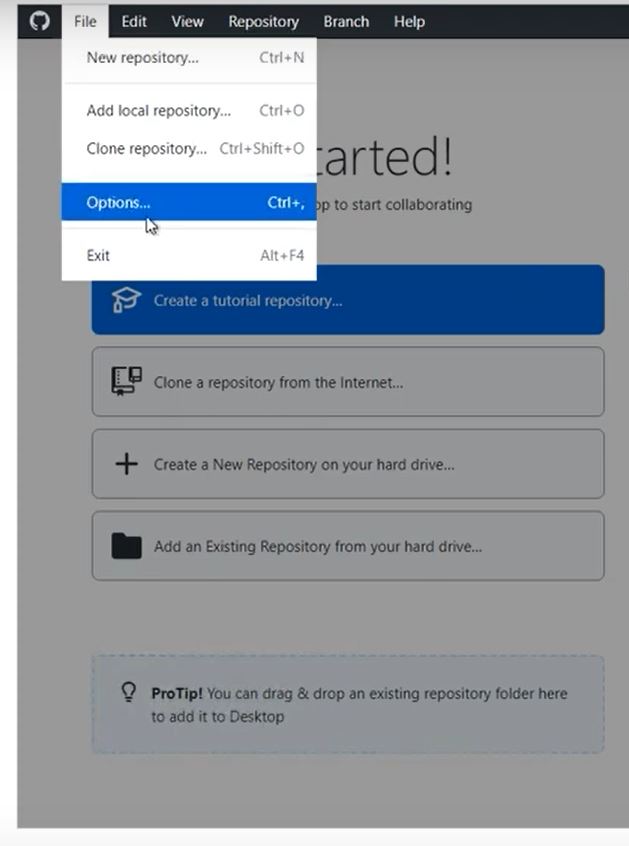 File Edit View Repository Branch Help
New repository... Ctrl+N
Add local repository... Ctrl+O
Clone repository... Ctrl+Shift+O
arted!
Options... Ctrl+,
op to start collaborating
Exit Alt+F4
Create a tutorial repository...
Clone a repository from the Internet...
Create a New Repository on your hard drive...
Add an Existing Repository from your hard drive...
ProTip! You can drag & drop an existing repository folder here
to add it to Desktop